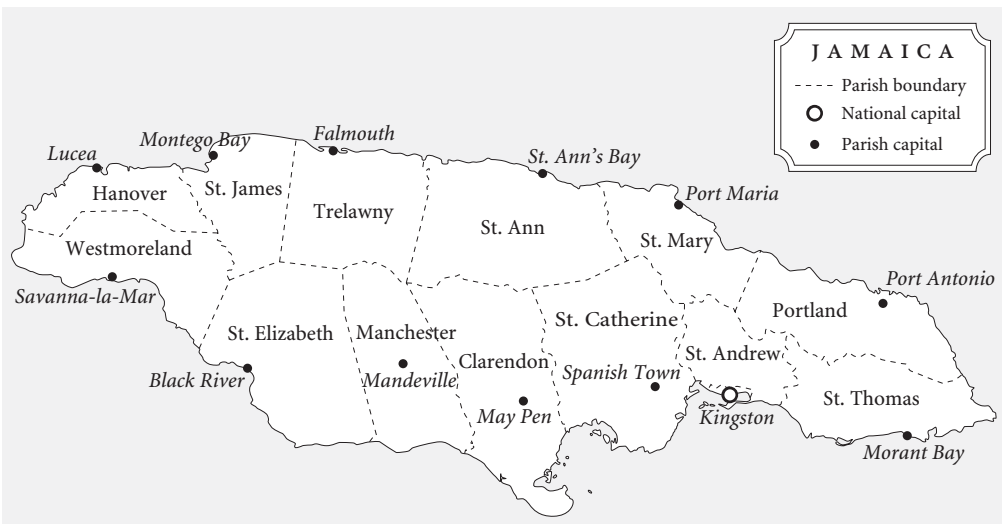 JAMAICA
Parish boundary
National capital
Parish capital
Lucea
Montego Bay
Falmouth
St. Ann’s Bay
Port Maria
Hanover
St. James
Trelawny
St. Ann
St. Mary
Westmoreland
Savanna-la-Mar
Port Antonio
St. Elizabeth
Manchester
St. Catherine
Portland
Clarendon
St. Andrew
Black River
Mandeville
Spanish Town
May Pen
Kingston
St. Thomas
Morant Bay